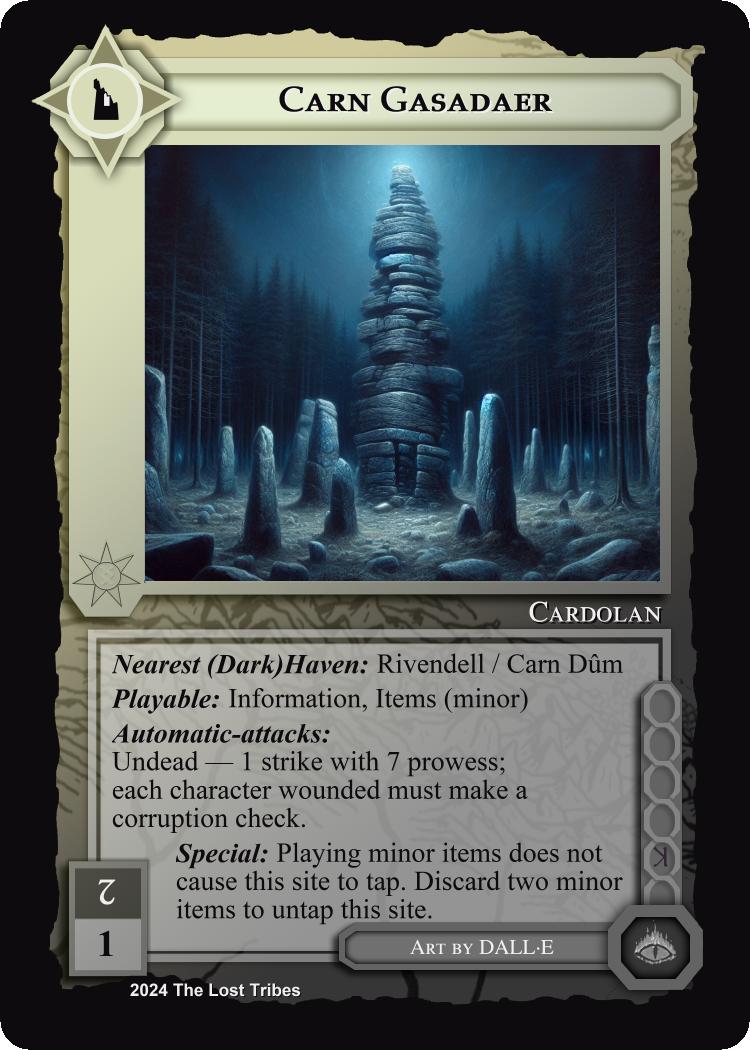 Carn Gasadaer
Cardolan
Nearest (Dark)Haven: Rivendell / Carn Dûm
Playable: Information, Items (minor)
Automatic-attacks:
Undead — 1 strike with 7 prowess;
each character wounded must make a
corruption check.
Special: Playing minor items does not
cause this site to tap. Discard two minor
items to untap this site.
2
1
K
Art by DALL·E
2024 The Lost Tribes